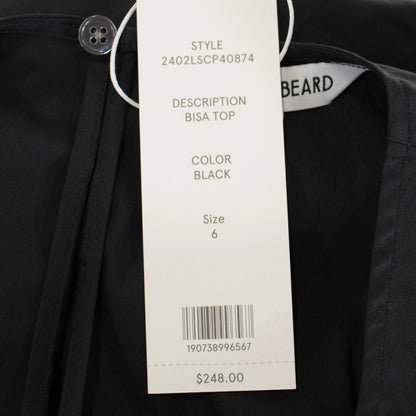 STYLE
2402LSCP40874
DESCRIPTION
BISA TOP
COLOR
BLACK
Size
6
190738996567
$248.00
BEARD